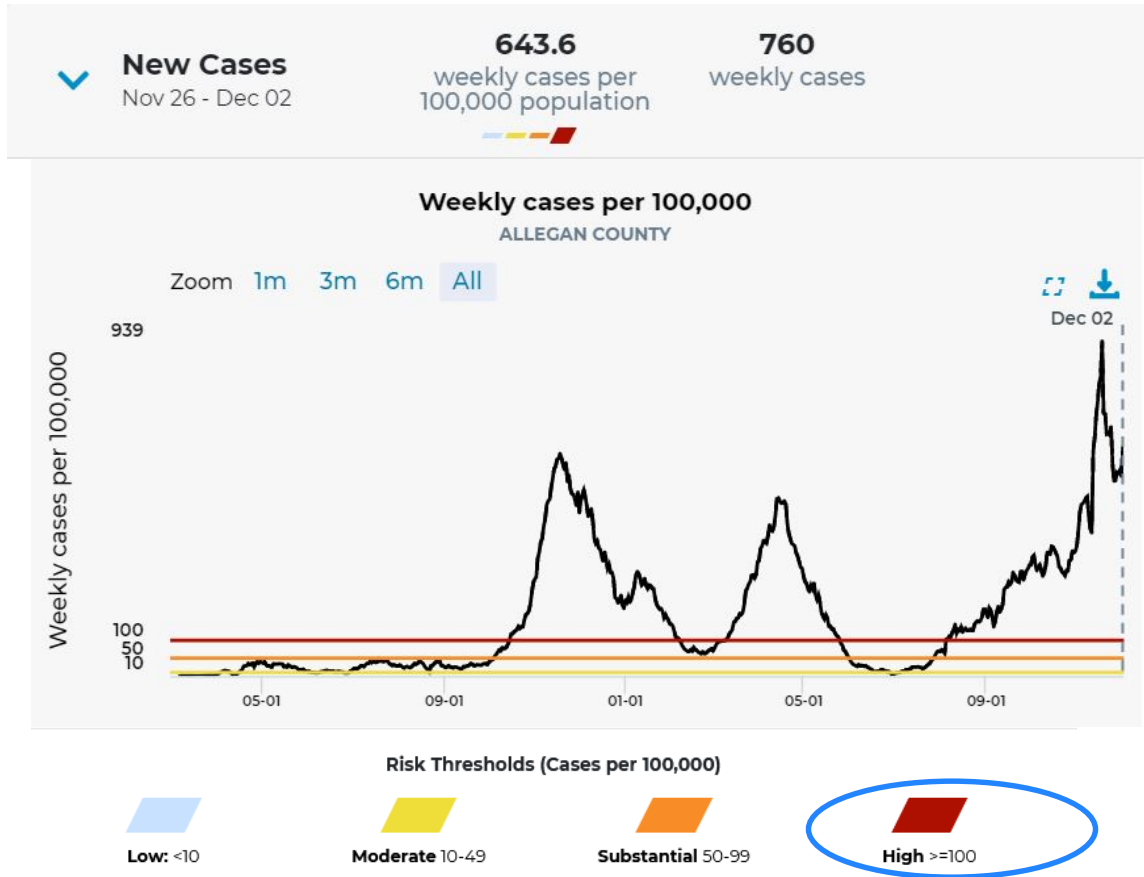 New Cases
Nov 26 - Dec 02
643.6
weekly cases per
100,000 population
760
weekly cases
Weekly cases per 100,000
ALLEGAN COUNTY
Zoom 1m 3m 6m All
Dec 02
Weekly cases per 100,000
939
100
50
10
05-01 09-01 01-01 05-01 09-01
Risk Thresholds (Cases per 100,000)
Low: <10 Moderate 10-49 Substantial 50-99 High >=100